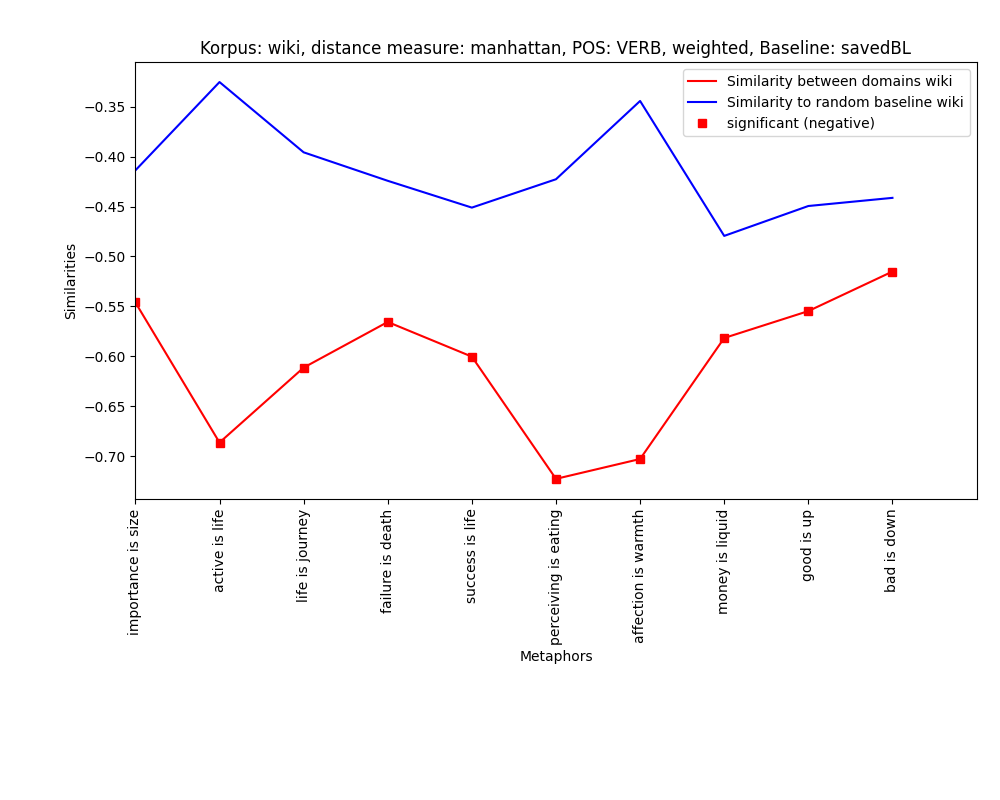 Korpus: wiki, distance measure: manhattan, POS: VERB, weighted, Baseline: savedBL
Similarity between domains wiki
Similarity to random baseline wiki
significant (negative)
−0.35
−0.40
−0.45
−0.50
−0.55
−0.60
−0.65
−0.70
Similarities
importance is size
active is life
life is journey
failure is death
success is life
perceiving is eating
affection is warmth
money is liquid
good is up
bad is down
Metaphors